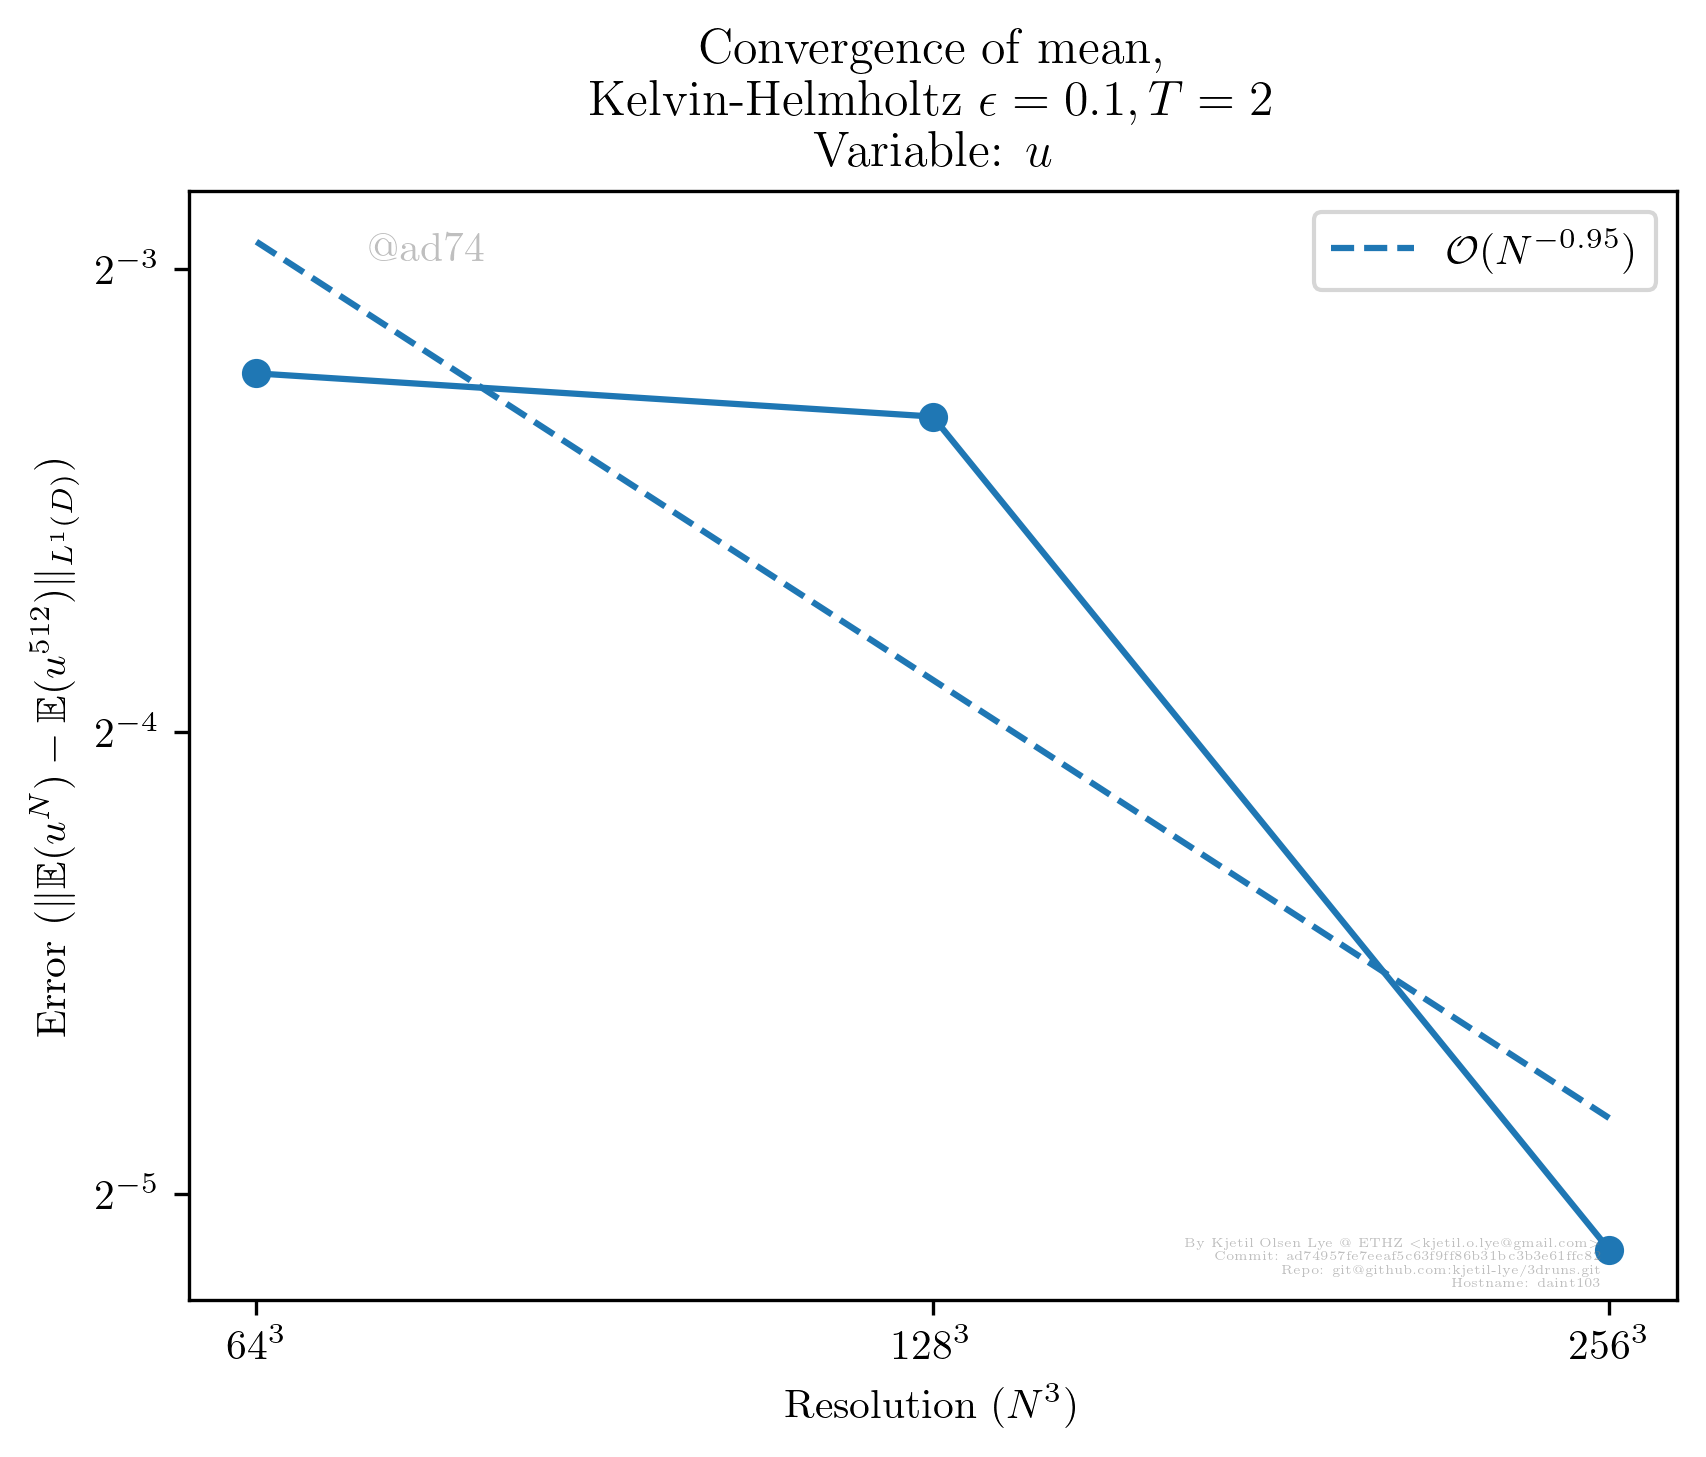 Convergence of mean,
Kelvin-Helmholtz ϵ = 0.1, T = 2
Variable: u
@ad74
O(N^{-0.95})
2^{-3}
2^{-4}
2^{-5}
Error (||𝔼(u^N) − 𝔼(u^{512})||_{L^1(D)})
By Kjetil Olsen Lye @ ETHZ <kjetil.o.lye@gmail.com>
Commit:
Repo: git@github.com:kjetil-lye/3druns.git
Hostname: daint103
64^3
128^3
256^3
Resolution (N^3)